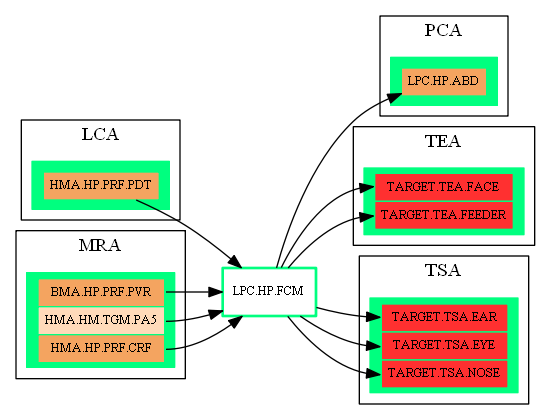 PCA
LPC.HP.ABD
LCA
HMA.HP.PRF.PDT
TEA
TARGET.TEA.FACE
TARGET.TEA.FEEDER
MRA
BMA.HP.PRF.PVR
HMA.HM.TGM.PA5
HMA.HP.PRF.CRF
LPC.HP.FCM
TSA
TARGET.TSA.EAR
TARGET.TSA.EYE
TARGET.TSA.NOSE